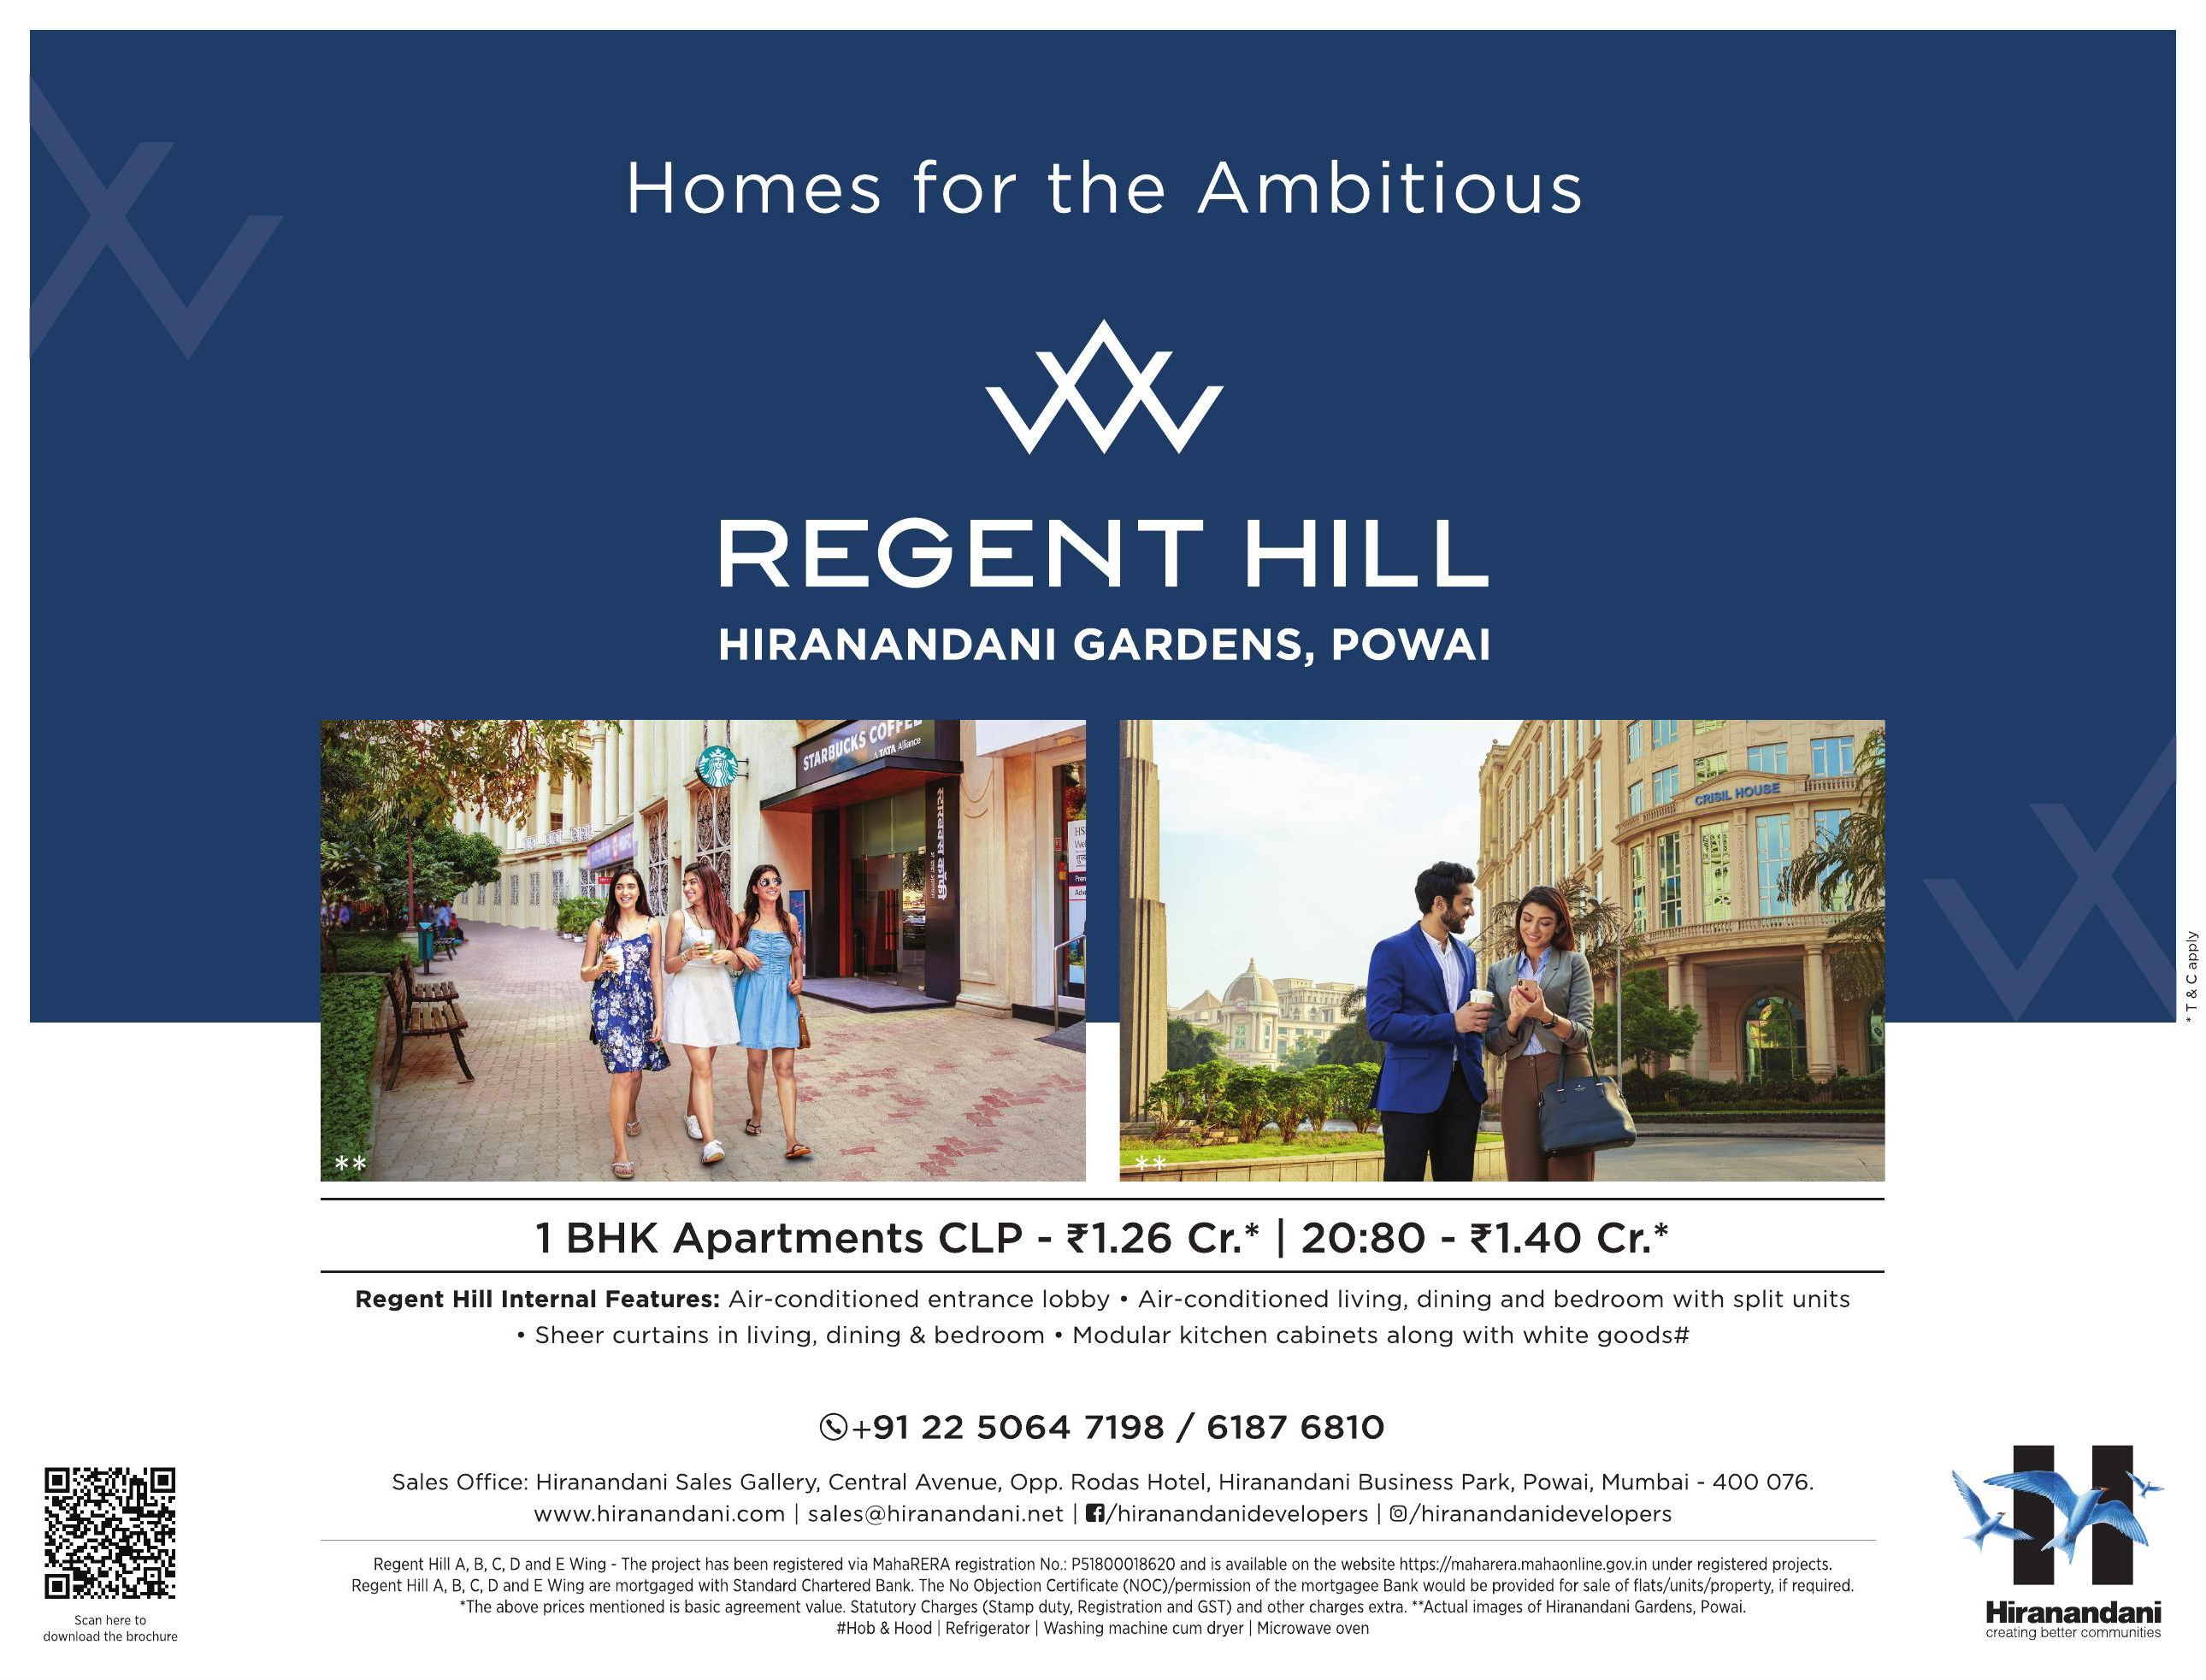 Homes for the Ambitious
REGENT HILL
HIRANANDANI GARDENS, POWAI
STARBUCKS COFFEE
A TATA Alliance
CRISIL HOUSE
* T & C apply
**
**
1 BHK Apartments CLP - ₹1.26 Cr.* | 20:80 - ₹1.40 Cr.*
Regent Hill Internal Features: Air-conditioned entrance lobby • Air-conditioned living, dining and bedroom with split units
• Sheer curtains in living, dining & bedroom • Modular kitchen cabinets along with white goods#
+91 22 5064 7198 / 6187 6810
Sales Office: Hiranandani Sales Gallery, Central Avenue, Opp. Rodas Hotel, Hiranandani Business Park, Powai, Mumbai - 400 076.
www.hiranandani.com | sales@hiranandani.net | /hiranandanidevelopers | /hiranandanidevelopers
Regent Hill A, B, C, D and E Wing - The project has been registered via MahaRERA registration No.: P51800018620 and is available on the website https://maharera.mahaonline.gov.in under registered projects.
Regent Hill A, B, C, D and E Wing are mortgaged with Standard Chartered Bank. The No Objection Certificate (NOC)/permission of the mortgagee Bank would be provided for sale of flats/units/property, if required.
*The above prices mentioned is basic agreement value. Statutory Charges (Stamp duty, Registration and GST) and other charges extra. **Actual images of Hiranandani Gardens, Powai.
#Hob & Hood | Refrigerator | Washing machine cum dryer | Microwave oven
Scan here to
download the brochure
Hiranandani
creating better communities